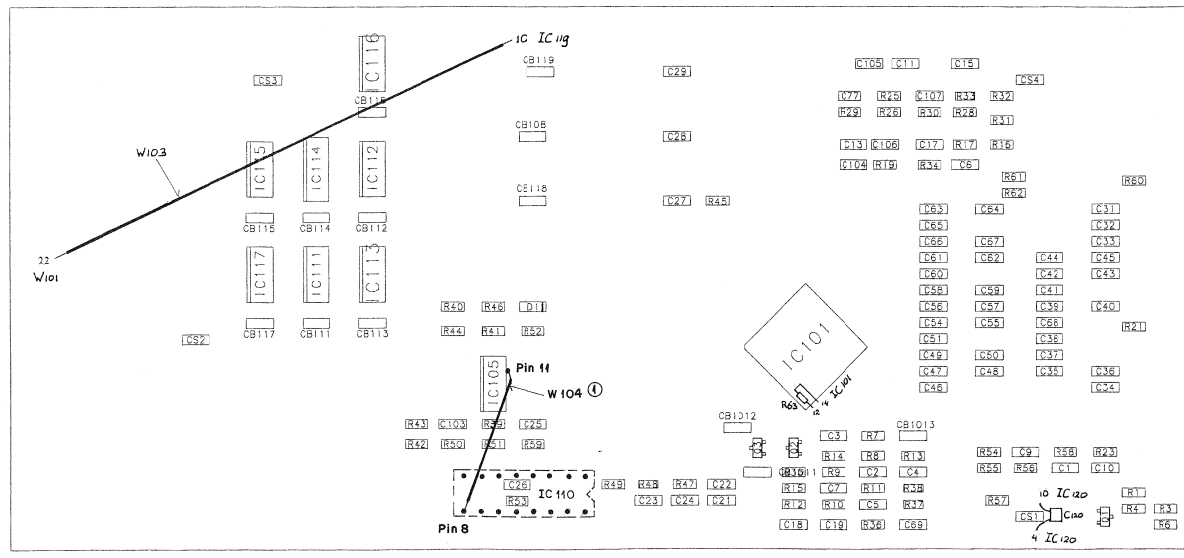 10 IC 119
IC116
CB119
CS3
C29
C105 C11 C15
CS4
C77 R25 C107 R33 R32
R29 R26 R30 R28
R31
CB108
C28
W103
IC115 IC114 IC112
C13 C106 C17 R17 R16
C104 R19 R34 C6
R61
R62
R60
C27 R45
CB115 CB114 CB112
C63 C64 C31
C65 C32
C66 C67 C33
C61 C62 C44 C45
C60 C42 C43
22
W101
IC117 IC111 IC113
C58 C59 C41
C56 C57 C39 C40
R40 R46
C54 C55 C68 R21
CB117 CB111 CB113
R44 R41 R52
CS2
C51 C38
IC101
C49 C50 C37
IC105
Pin 11
C47 C48 C35 C36
W104 ①
C46 C34
R63
12 14 IC101
CB1012
R43 C103 R39 C25
R42 R50 R51 R59
C3 R7 CB1013
R14 R8 R13
R54 C9 R58 R23
R9 C2 C4
R55 R56 C1 C10
C26
R53
IC 110
R49 R48 R47 C22
C23 C24 C21
R15 C7 R11 R38
R12 R10 C5 R37
C18 C19 R36 C69
R57
10 IC120
CS1 C120
4 IC120
R1
R4 R3
R6
Pin 8